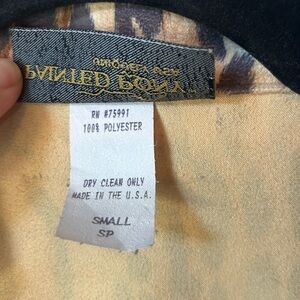 PAINTED PONY
RN #75991
100% POLYESTER
DRY CLEAN ONLY
MADE IN THE U.S.A.
SMALL
SP